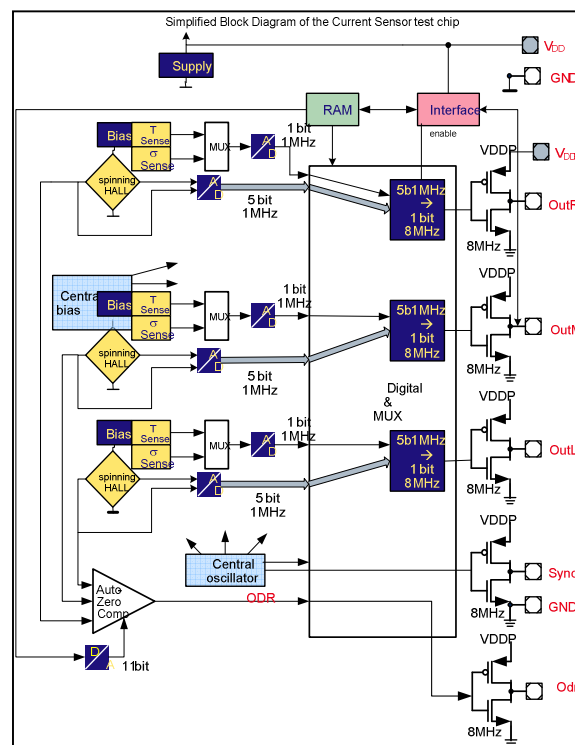 Simplified Block Diagram of the Current Sensor test chip
VDD
Supply
GND
RAM
Interface
enable
VDDP
Bias
T
Sense
σ
Sense
MUX
A
D
1 bit
1MHz
spinning
HALL
A
D
5 bit
1MHz
5b1MHz
→
1 bit
8MHz
8MHz
Central
bias
Bias
T
Sense
σ
Sense
MUX
A
D
1 bit
1MHz
VDDP
spinning
HALL
A
D
5 bit
1MHz
5b1MHz
→
1 bit
8MHz
8MHz
Digital
&
MUX
Bias
T
Sense
σ
Sense
MUX
A
D
1 bit
1MHz
VDDP
OutL
spinning
HALL
A
D
5 bit
1MHz
5b1MHz
→
1 bit
8MHz
8MHz
Central
oscillator
VDDP
Sync
GND
8MHz
Auto-
Zero
Comp
ODR
D
A
11bit
VDDP
8MHz